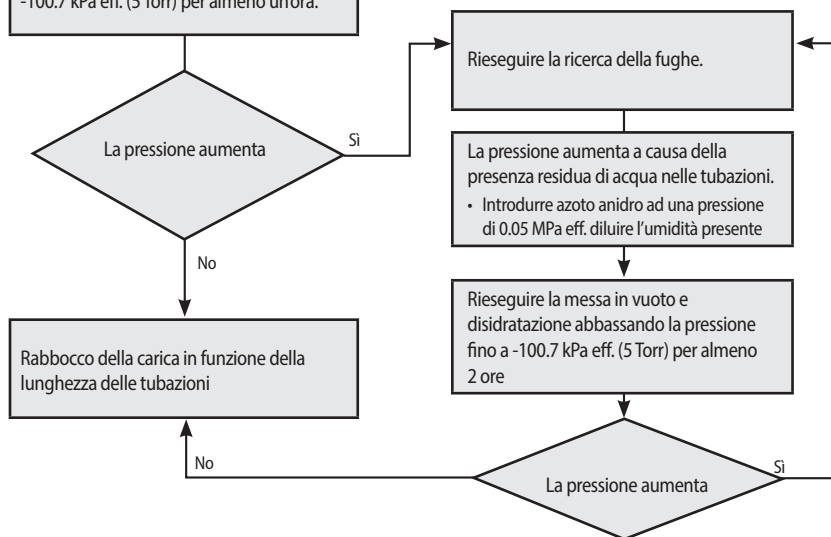 -100.7 kPa eff. (5 Torr) per almeno un'ora.
La pressione aumenta
Sì
No
Rabbocco della carica in funzione della
lunghezza delle tubazioni
Rieseguire la ricerca della fughe.
La pressione aumenta a causa della
presenza residua di acqua nelle tubazioni.
• Introdurre azoto anidro ad una pressione
di 0.05 MPa eff. diluire l'umidità presente
Rieseguire la messa in vuoto e
disidratazione abbassando la pressione
fino a -100.7 kPa eff. (5 Torr) per almeno
2 ore
La pressione aumenta
Sì
No